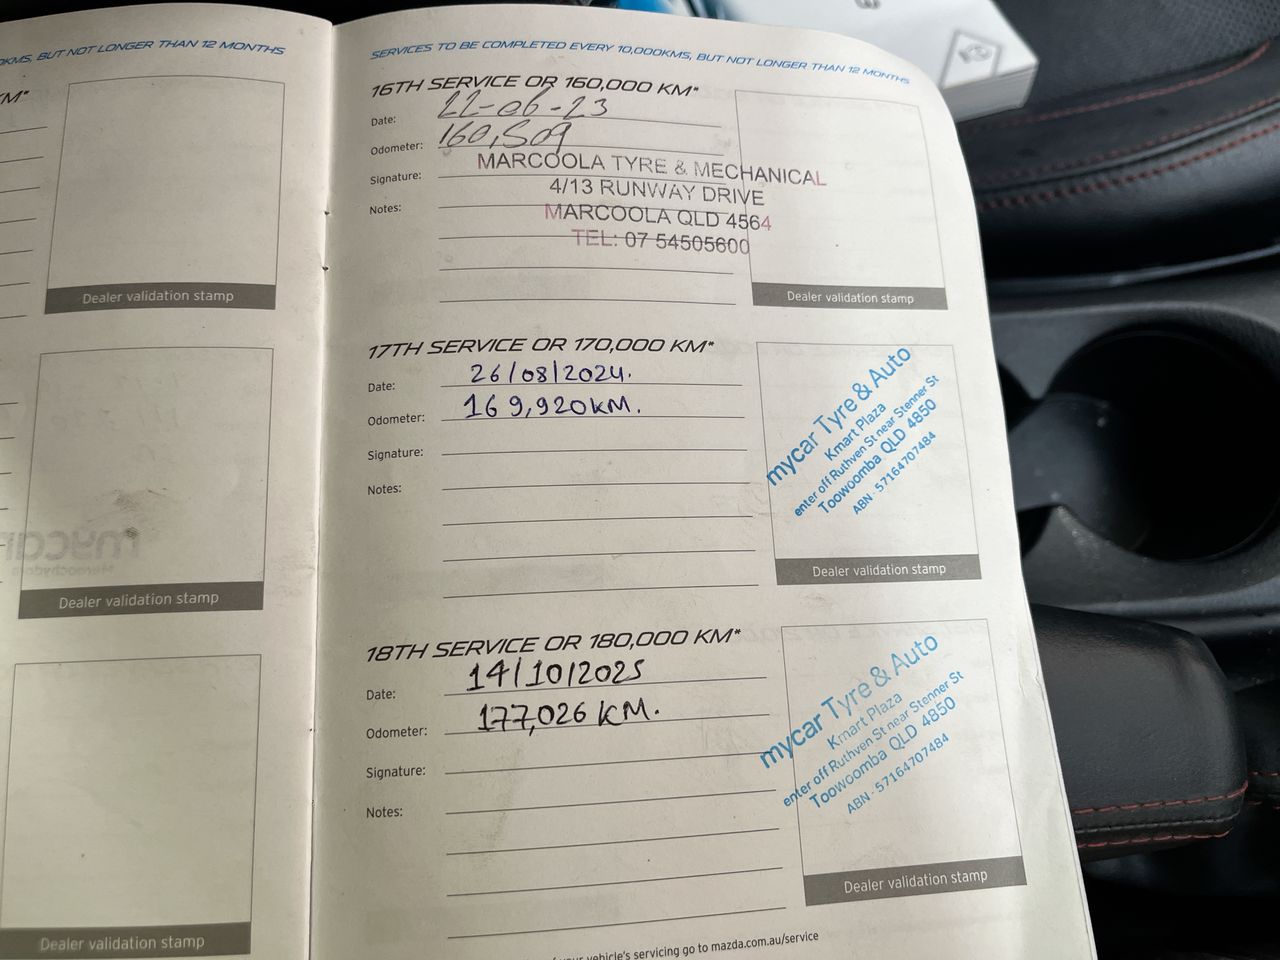 KMS, BUT NOT LONGER THAN 12 MONTHS
KM*
Dealer validation stamp
Dealer validation stamp
Dealer validation stamp
SERVICES TO BE COMPLETED EVERY 10,000KMS, BUT NOT LONGER THAN 12 MONTHS
16TH SERVICE OR 160,000 KM*
Date: 22-06-23
Odometer: 160,509
Signature:
Notes:
MARCOOLA TYRE & MECHANICAL
4/13 RUNWAY DRIVE
MARCOOLA QLD 4564
TEL: 07 54505600
Dealer validation stamp
17TH SERVICE OR 170,000 KM*
Date: 26/08/2024.
Odometer: 169,920KM.
Signature:
Notes:
mycar Tyre & Auto
Kmart Plaza
enter off Ruthven St near Stenner St
Toowoomba QLD 4850
ABN - 57164707484
Dealer validation stamp
18TH SERVICE OR 180,000 KM*
Date: 14/10/2025
Odometer: 177,026 KM.
Signature:
Notes:
mycar Tyre & Auto
Kmart Plaza
enter off Ruthven St near Stenner St
Toowoomba QLD 4850
ABN - 57164707484
Dealer validation stamp
vehicle's servicing go to mazda.com.au/service